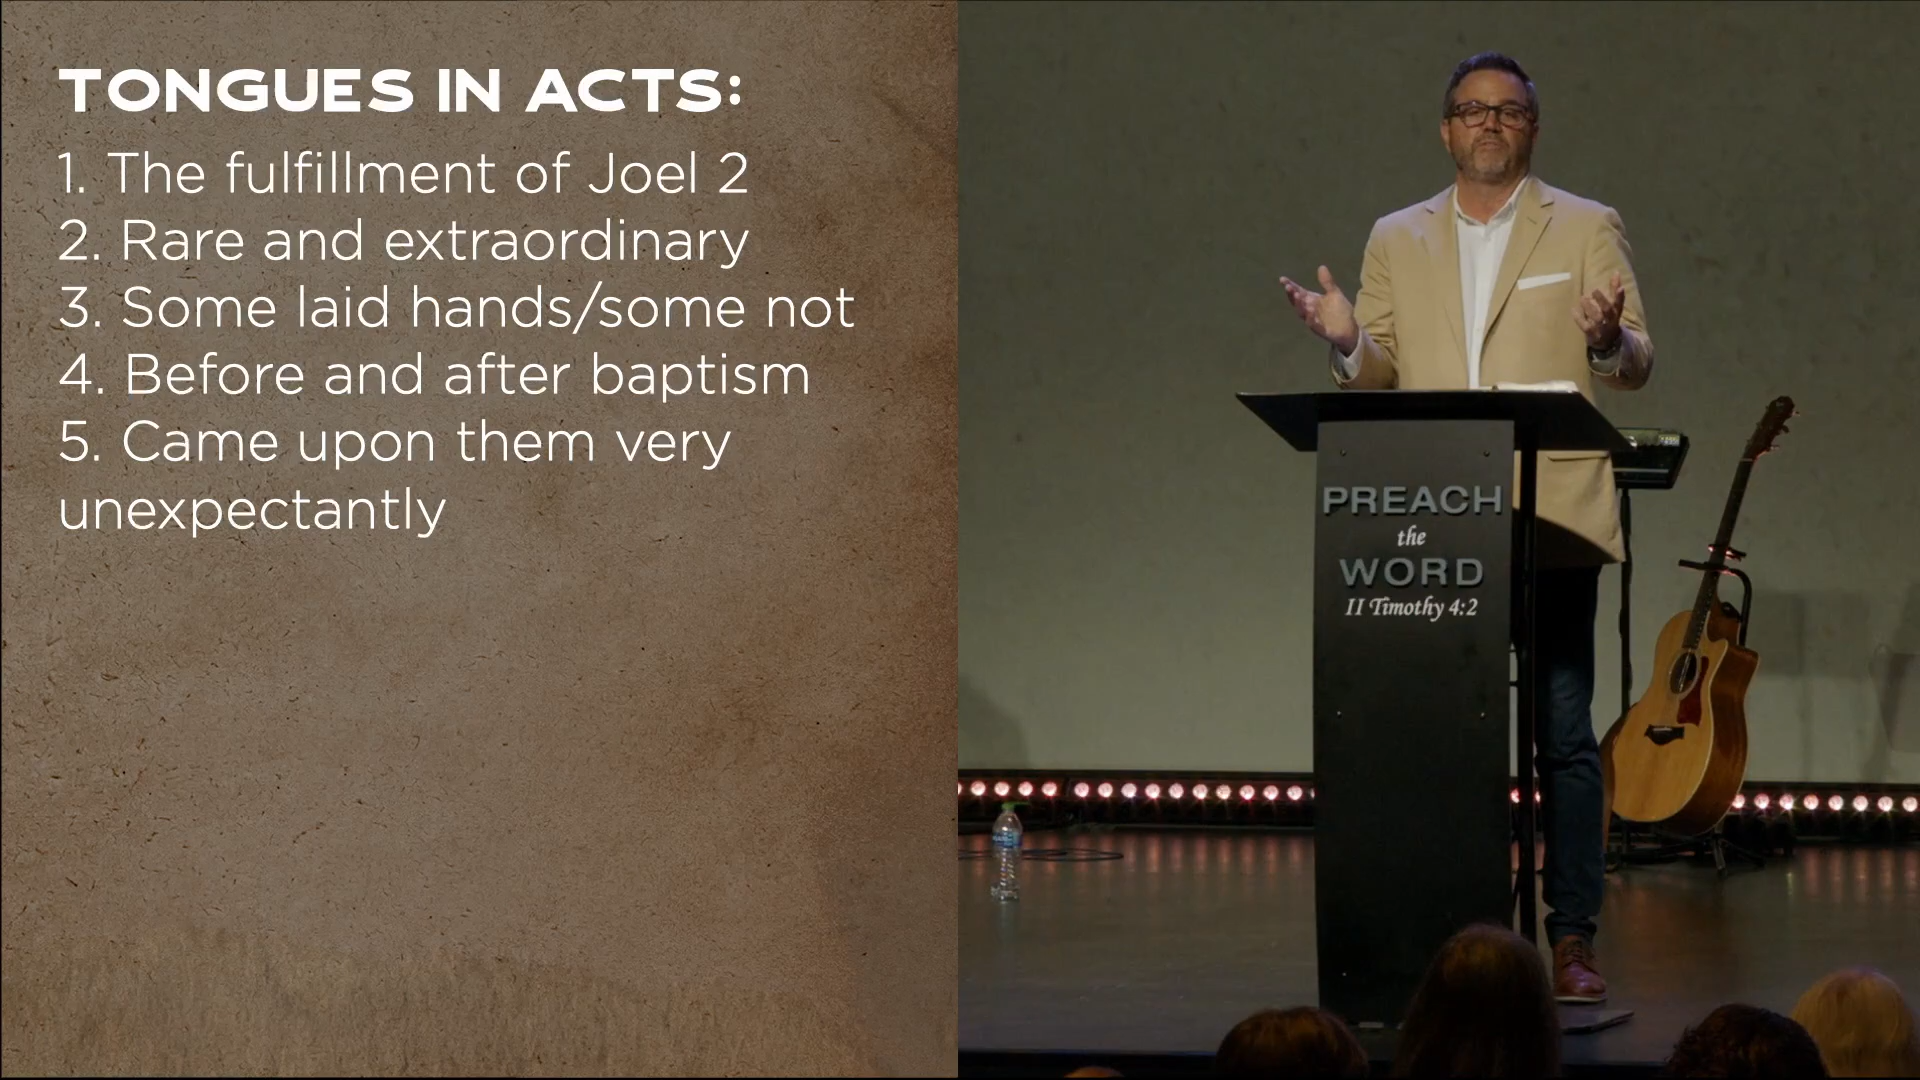 TONGUES IN ACTS:
1. The fulfillment of Joel 2
2. Rare and extraordinary
3. Some laid hands/some not
4. Before and after baptism
5. Came upon them very
unexpectantly
PREACH
the
WORD
II Timothy 4:2